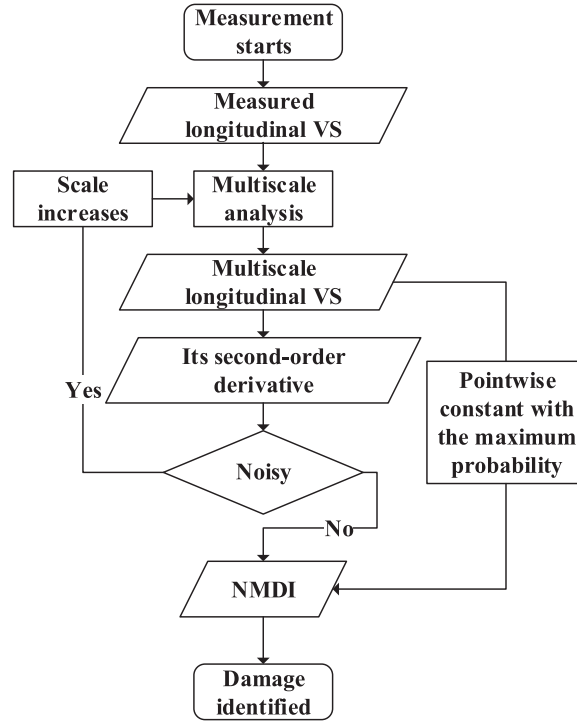 Measurement
starts
Measured
longitudinal VS
Scale
increases
Multiscale
analysis
Multiscale
longitudinal VS
Its second-order
derivative
Yes
Pointwise
constant with
the maximum
probability
Noisy
No
NMDI
Damage
identified